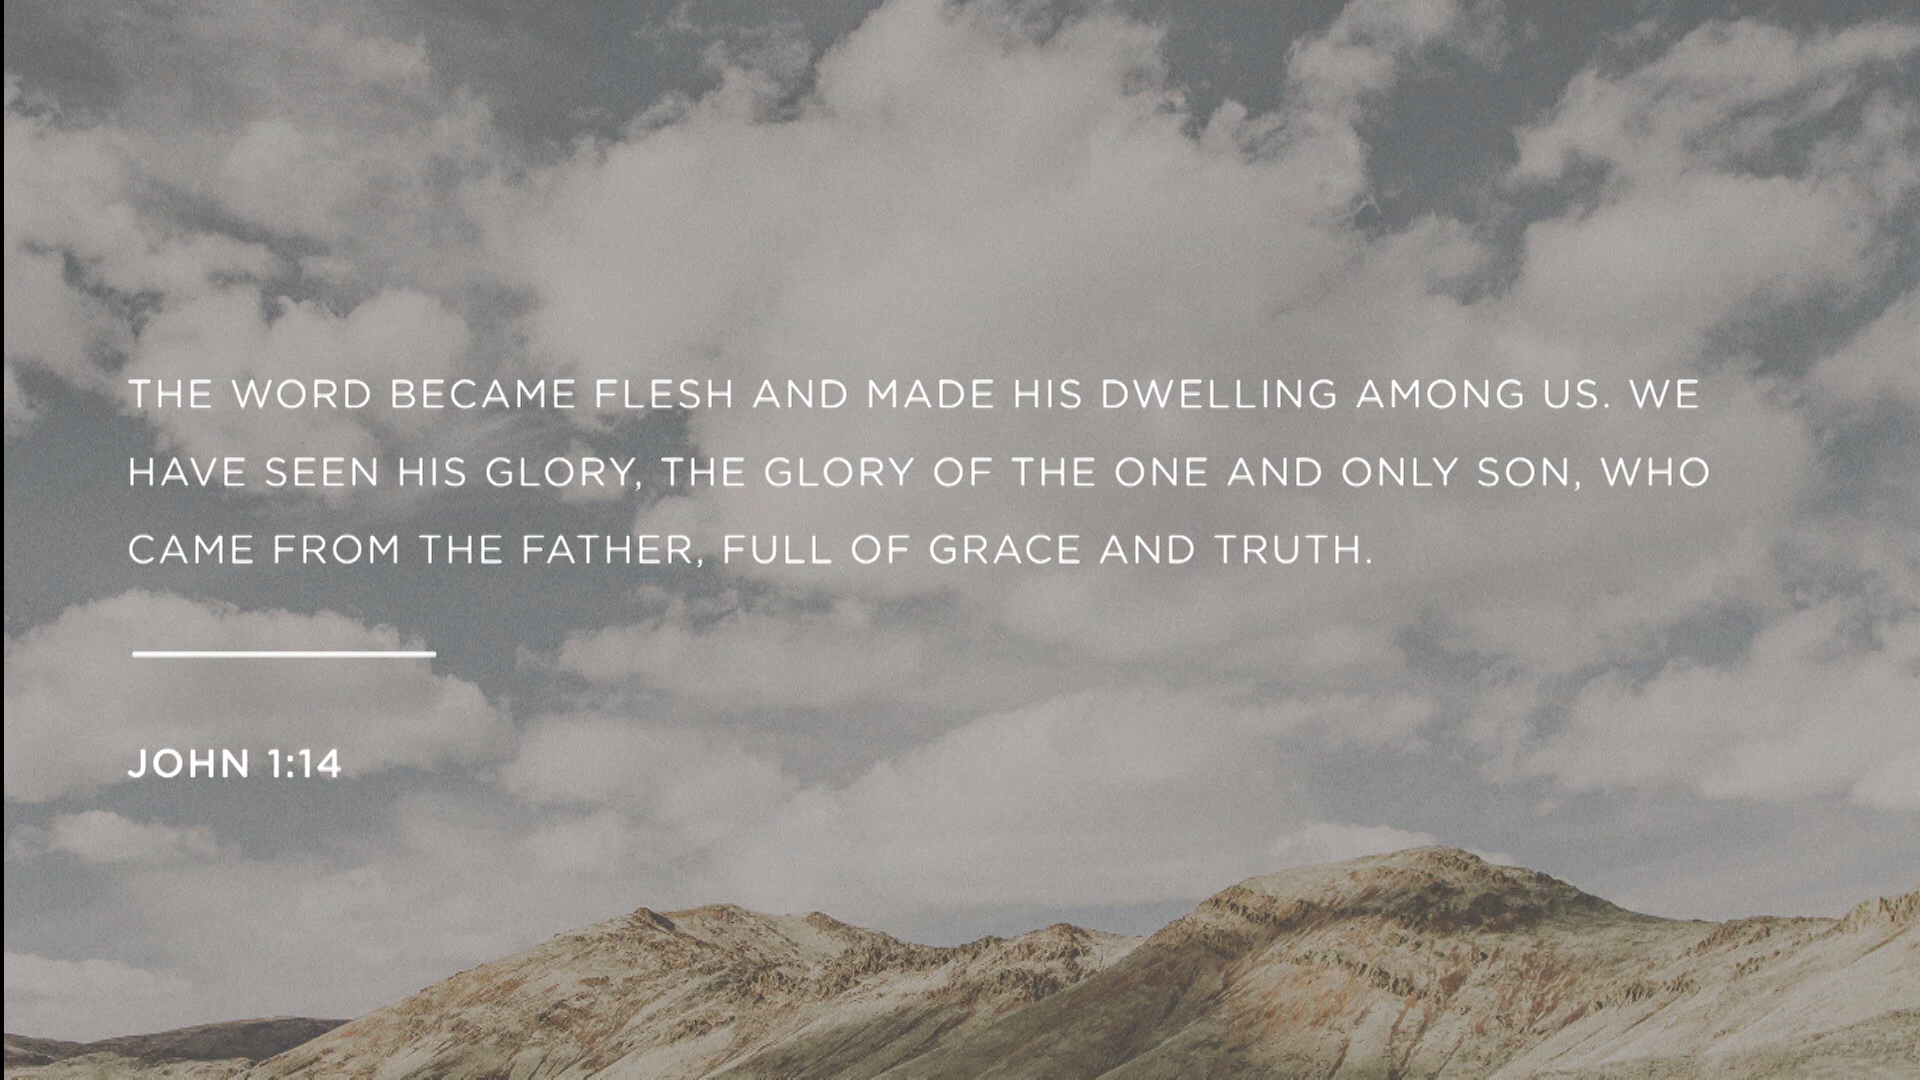 THE WORD BECAME FLESH AND MADE HIS DWELLING AMONG US. WE
HAVE SEEN HIS GLORY, THE GLORY OF THE ONE AND ONLY SON, WHO
CAME FROM THE FATHER, FULL OF GRACE AND TRUTH.
JOHN 1:14